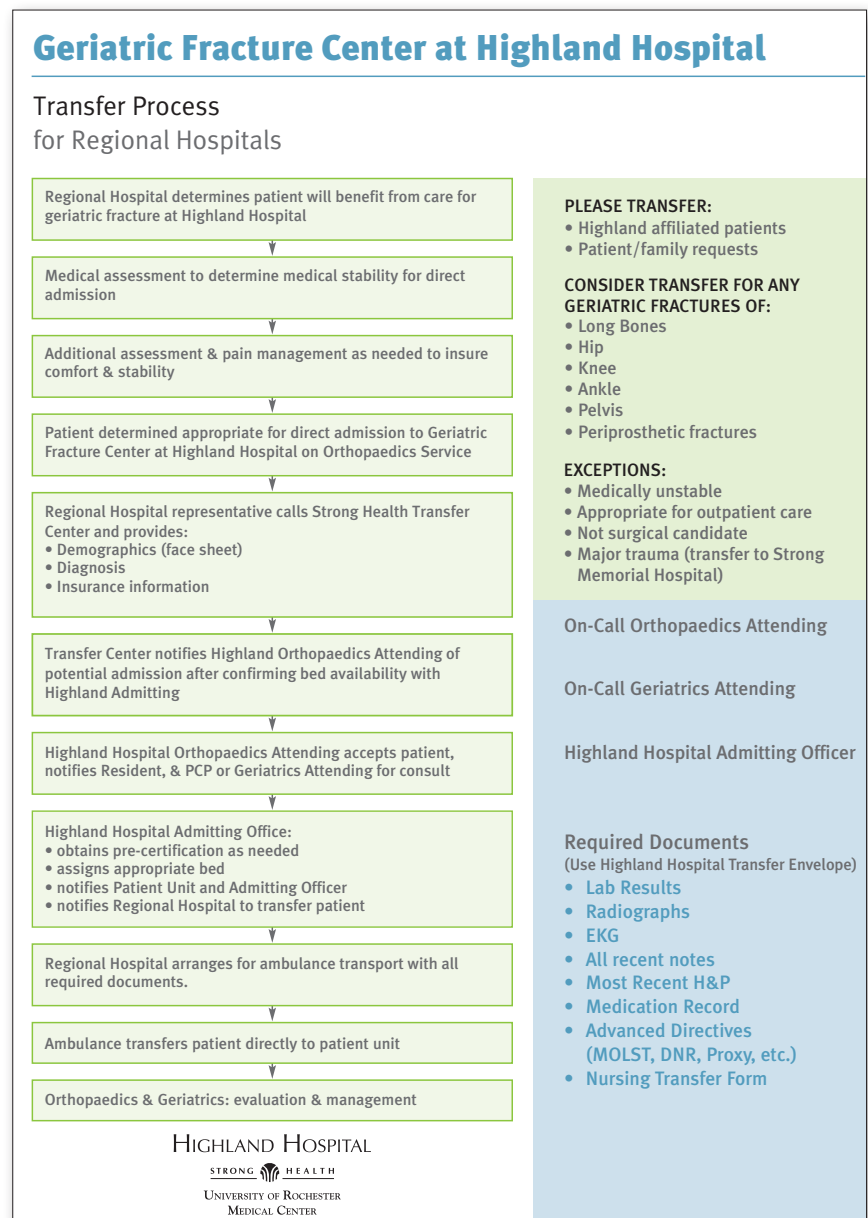 Geriatric Fracture Center at Highland Hospital
Transfer Process
for Regional Hospitals
Regional Hospital determines patient will benefit from care for
geriatric fracture at Highland Hospital
Medical assessment to determine medical stability for direct
admission
Additional assessment & pain management as needed to insure
comfort & stability
Patient determined appropriate for direct admission to Geriatric
Fracture Center at Highland Hospital on Orthopaedics Service
Regional Hospital representative calls Strong Health Transfer
Center and provides:
• Demographics (face sheet)
• Diagnosis
• Insurance information
Transfer Center notifies Highland Orthopaedics Attending of
potential admission after confirming bed availability with
Highland Admitting
Highland Hospital Orthopaedics Attending accepts patient,
notifies Resident, & PCP or Geriatrics Attending for consult
Highland Hospital Admitting Office:
• obtains pre-certification as needed
• assigns appropriate bed
• notifies Patient Unit and Admitting Officer
• notifies Regional Hospital to transfer patient
Regional Hospital arranges for ambulance transport with all
required documents.
Ambulance transfers patient directly to patient unit
Orthopaedics & Geriatrics: evaluation & management
HIGHLAND HOSPITAL
STRONG HEALTH
UNIVERSITY OF ROCHESTER
MEDICAL CENTER
PLEASE TRANSFER:
• Highland affiliated patients
• Patient/family requests
CONSIDER TRANSFER FOR ANY
GERIATRIC FRACTURES OF:
• Long Bones
• Hip
• Knee
• Ankle
• Pelvis
• Periprosthetic fractures
EXCEPTIONS:
• Medically unstable
• Appropriate for outpatient care
• Not surgical candidate
• Major trauma (transfer to Strong
Memorial Hospital)
On-Call Orthopaedics Attending
On-Call Geriatrics Attending
Highland Hospital Admitting Officer
Required Documents
(Use Highland Hospital Transfer Envelope)
• Lab Results
• Radiographs
• EKG
• All recent notes
• Most Recent H&P
• Medication Record
• Advanced Directives
(MOLST, DNR, Proxy, etc.)
• Nursing Transfer Form